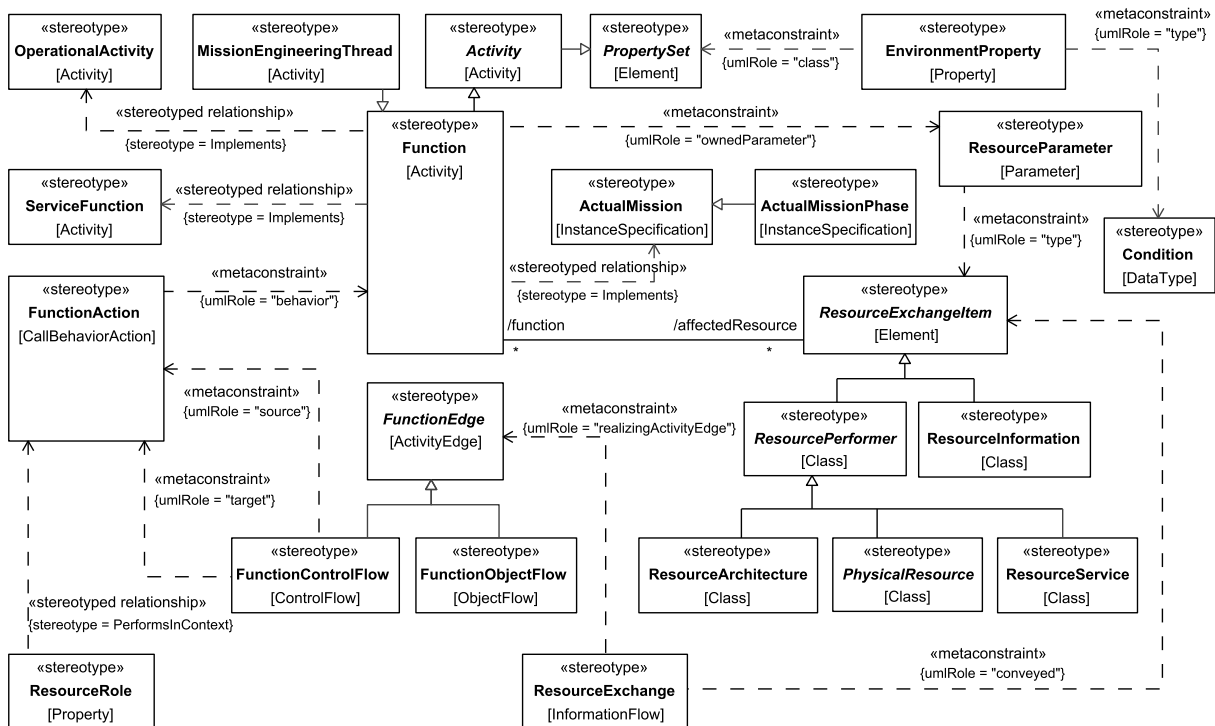 «stereotype»
OperationalActivity
[Activity]
«stereotype»
MissionEngineeringThread
[Activity]
«stereotype»
Activity
[Activity]
«stereotype»
PropertySet
[Element]
«metaconstraint»
{umlRole = "class"}
«stereotype»
EnvironmentProperty
[Property]
«metaconstraint»
{umlRole = "type"}
«stereotyped relationship»
{stereotype = Implements}
«stereotype»
Function
[Activity]
«metaconstraint»
{umlRole = "ownedParameter"}
«stereotype»
ResourceParameter
[Parameter]
«stereotype»
ServiceFunction
[Activity]
«stereotyped relationship»
{stereotype = Implements}
«stereotype»
ActualMission
[InstanceSpecification]
«stereotype»
ActualMissionPhase
[InstanceSpecification]
«metaconstraint»
{umlRole = "type"}
«stereotype»
Condition
[DataType]
«stereotyped relationship»
{stereotype = Implements}
«stereotype»
FunctionAction
[CallBehaviorAction]
«metaconstraint»
{umlRole = "behavior"}
/function
*
/affectedResource
*
«stereotype»
ResourceExchangeItem
[Element]
«metaconstraint»
{umlRole = "source"}
«stereotype»
FunctionEdge
[ActivityEdge]
«metaconstraint»
{umlRole = "realizingActivityEdge"}
«stereotype»
ResourcePerformer
[Class]
«stereotype»
ResourceInformation
[Class]
«metaconstraint»
{umlRole = "target"}
«stereotype»
FunctionControlFlow
[ControlFlow]
«stereotype»
FunctionObjectFlow
[ObjectFlow]
«stereotype»
ResourceArchitecture
[Class]
«stereotype»
PhysicalResource
[Class]
«stereotype»
ResourceService
[Class]
«stereotyped relationship»
{stereotype = PerformsInContext}
«stereotype»
ResourceRole
[Property]
«stereotype»
ResourceExchange
[InformationFlow]
«metaconstraint»
{umlRole = "conveyed"}